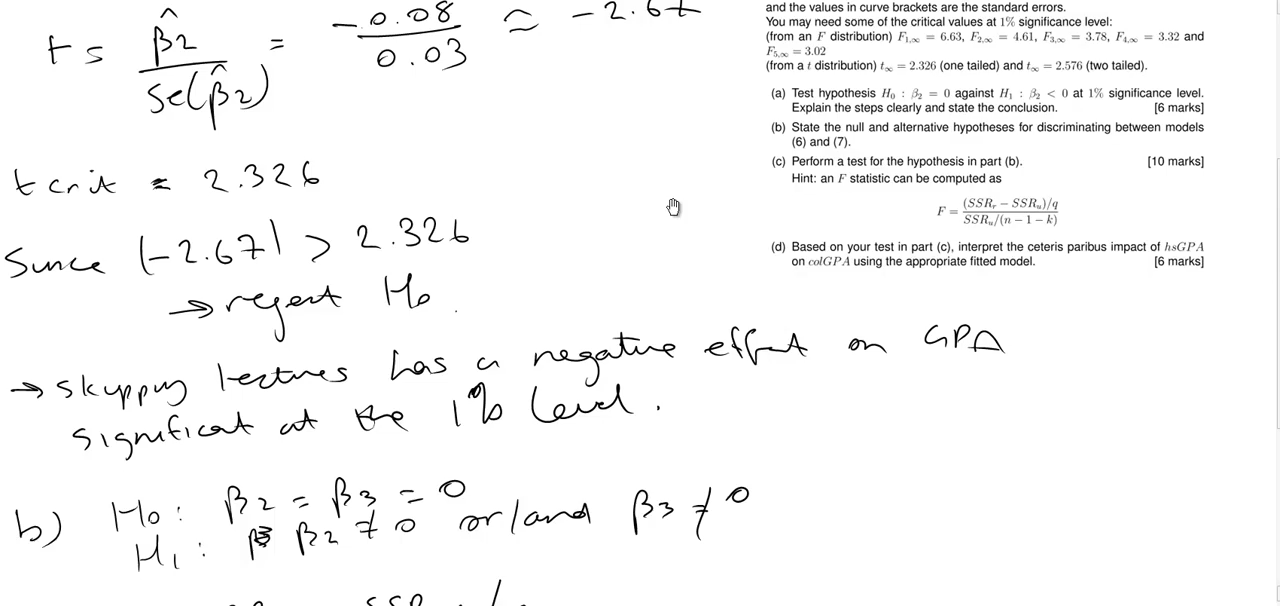 ts β̂2 / se(β̂2) = -0.08 / 0.03 ≈ -2.67
t crit = 2.326
Since |-2.67| > 2.326
→ reject Ho.
→ skipping lectures has a negative effect on GPA
significant at the 1% level.
b) Ho: β2 = β3 = 0
H1: β2 ≠ 0 or/and β3 ≠ 0
and the values in curve brackets are the standard errors.
You may need some of the critical values at 1% significance level:
(from an F distribution) F1,∞ = 6.63, F2,∞ = 4.61, F3,∞ = 3.78, F4,∞ = 3.32 and
F5,∞ = 3.02
(from a t distribution) t∞ = 2.326 (one tailed) and t∞ = 2.576 (two tailed).
(a) Test hypothesis H0 : β2 = 0 against H1 : β2 < 0 at 1% significance level.
Explain the steps clearly and state the conclusion. [6 marks]
(b) State the null and alternative hypotheses for discriminating between models
(6) and (7).
(c) Perform a test for the hypothesis in part (b). [10 marks]
Hint: an F statistic can be computed as
F = (SSRr − SSRu)/q / SSRu/(n − 1 − k)
(d) Based on your test in part (c), interpret the ceteris paribus impact of hsGPA
on colGPA using the appropriate fitted model. [6 marks]